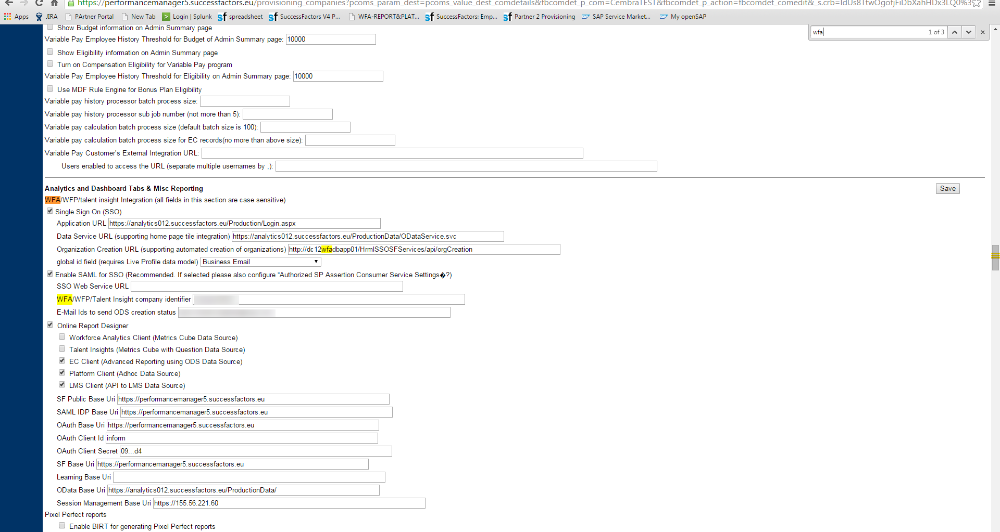 https://performancemanager5.successfactors.eu/provisioning_companies?pcoms_param_dest=pcoms_value_dest_comdetails&fbcomdet_p_com=CembraTEST&fbcomdet_p_action=fbcomdet_comedit&_s.crb=
Apps JIRA PArtner Portal New Tab Login | Splunk spreadsheet SuccessFactors V4 P... WFA-REPORT&PLAT... SuccessFactors: Emp... Partner 2 Provisioning SAP Service Market... My openSAP
wfa 1 of 3
Show Budget information on Admin Summary page
Variable Pay Employee History Threshold for Budget of Admin Summary page: 10000
Show Eligibility information on Admin Summary page
Turn on Compensation Eligibility for Variable Pay program
Variable Pay Employee History Threshold for Eligibility on Admin Summary page: 10000
Use MDF Rule Engine for Bonus Plan Eligibility
Variable pay history processor batch process size:
Variable pay history processor sub job number (not more than 5):
Variable pay calculation batch process size (default batch size is 100):
Variable pay calculation batch process size for EC records(no more than above size):
Variable Pay Customer's External Integration URL:
Users enabled to access the URL (separate multiple usernames by ,):
Analytics and Dashboard Tabs & Misc Reporting Save
WFA/WFP/talent insight Integration (all fields in this section are case sensitive)
Single Sign On (SSO)
Application URL https://analytics012.successfactors.eu/Production/Login.aspx
Data Service URL (supporting home page tile integration) https://analytics012.successfactors.eu/ProductionData/ODataService.svc
Organization Creation URL (supporting automated creation of organizations) http://dc12wfadbapp01/HrmlSSOSFServices/api/orgCreation
global id field (requires Live Profile data model) Business Email
Enable SAML for SSO (Recommended. If selected please also configure “Authorized SP Assertion Consumer Service Settings�?)
SSO Web Service URL
WFA/WFP/Talent Insight company identifier
E-Mail Ids to send ODS creation status
Online Report Designer
Workforce Analytics Client (Metrics Cube Data Source)
Talent Insights (Metrics Cube with Question Data Source)
EC Client (Advanced Reporting using ODS Data Source)
Platform Client (Adhoc Data Source)
LMS Client (API to LMS Data Source)
SF Public Base Uri https://performancemanager5.successfactors.eu
SAML IDP Base Uri https://performancemanager5.successfactors.eu
OAuth Base Uri https://performancemanager5.successfactors.eu
OAuth Client Id inform
OAuth Client Secret 09...d4
SF Base Uri https://performancemanager5.successfactors.eu
Learning Base Uri
OData Base Uri https://analytics012.successfactors.eu/ProductionData/
Session Management Base Uri https://155.56.221.60
Pixel Perfect reports
Enable BIRT for generating Pixel Perfect reports